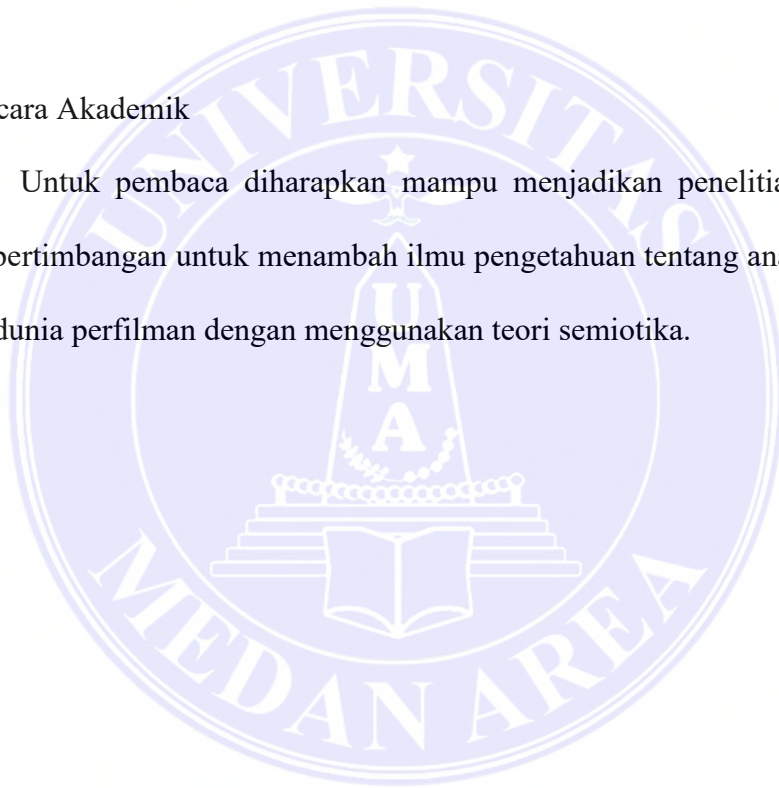 cara Akademik
Untuk pembaca diharapkan mampu menjadikan penelitia
pertimbangan untuk menambah ilmu pengetahuan tentang ana
dunia perfilman dengan menggunakan teori semiotika.
UNIVERSITAS
U
M
A
MEDAN AREA